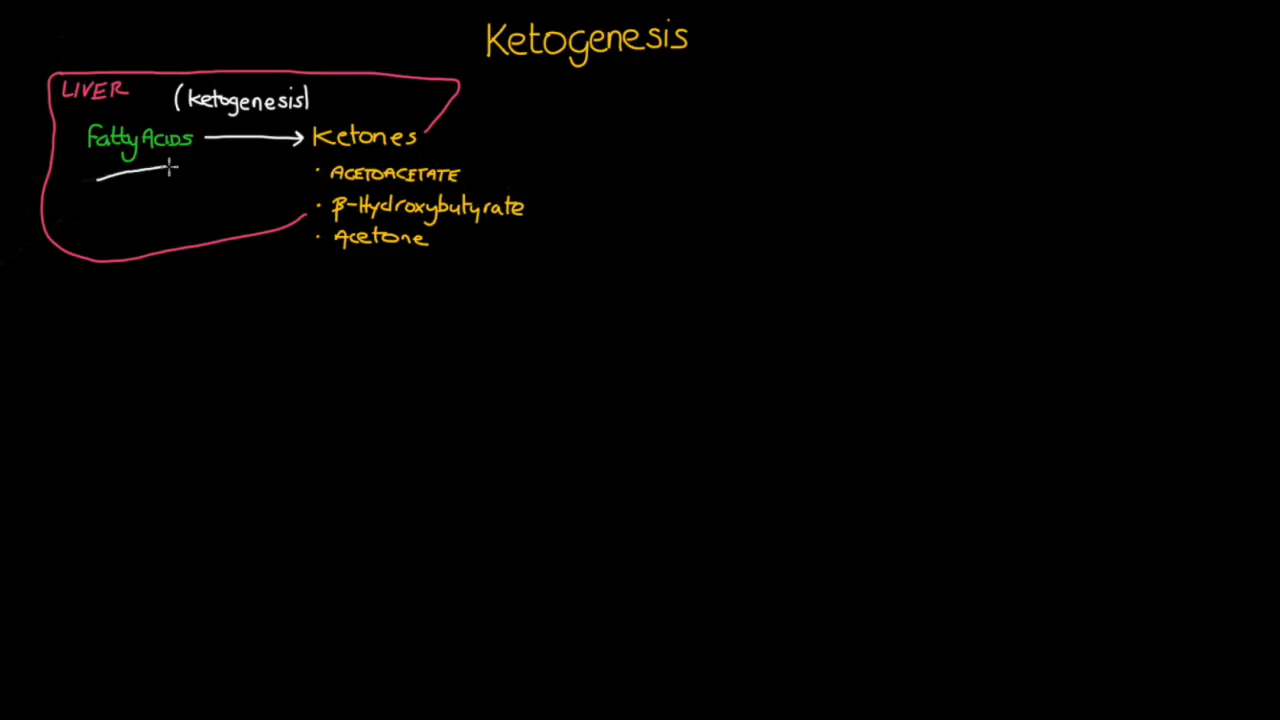 Ketogenesis
LIVER
(ketogenesis)
Fatty Acids → Ketones
• ACETOACETATE
• β-Hydroxybutyrate
• Acetone